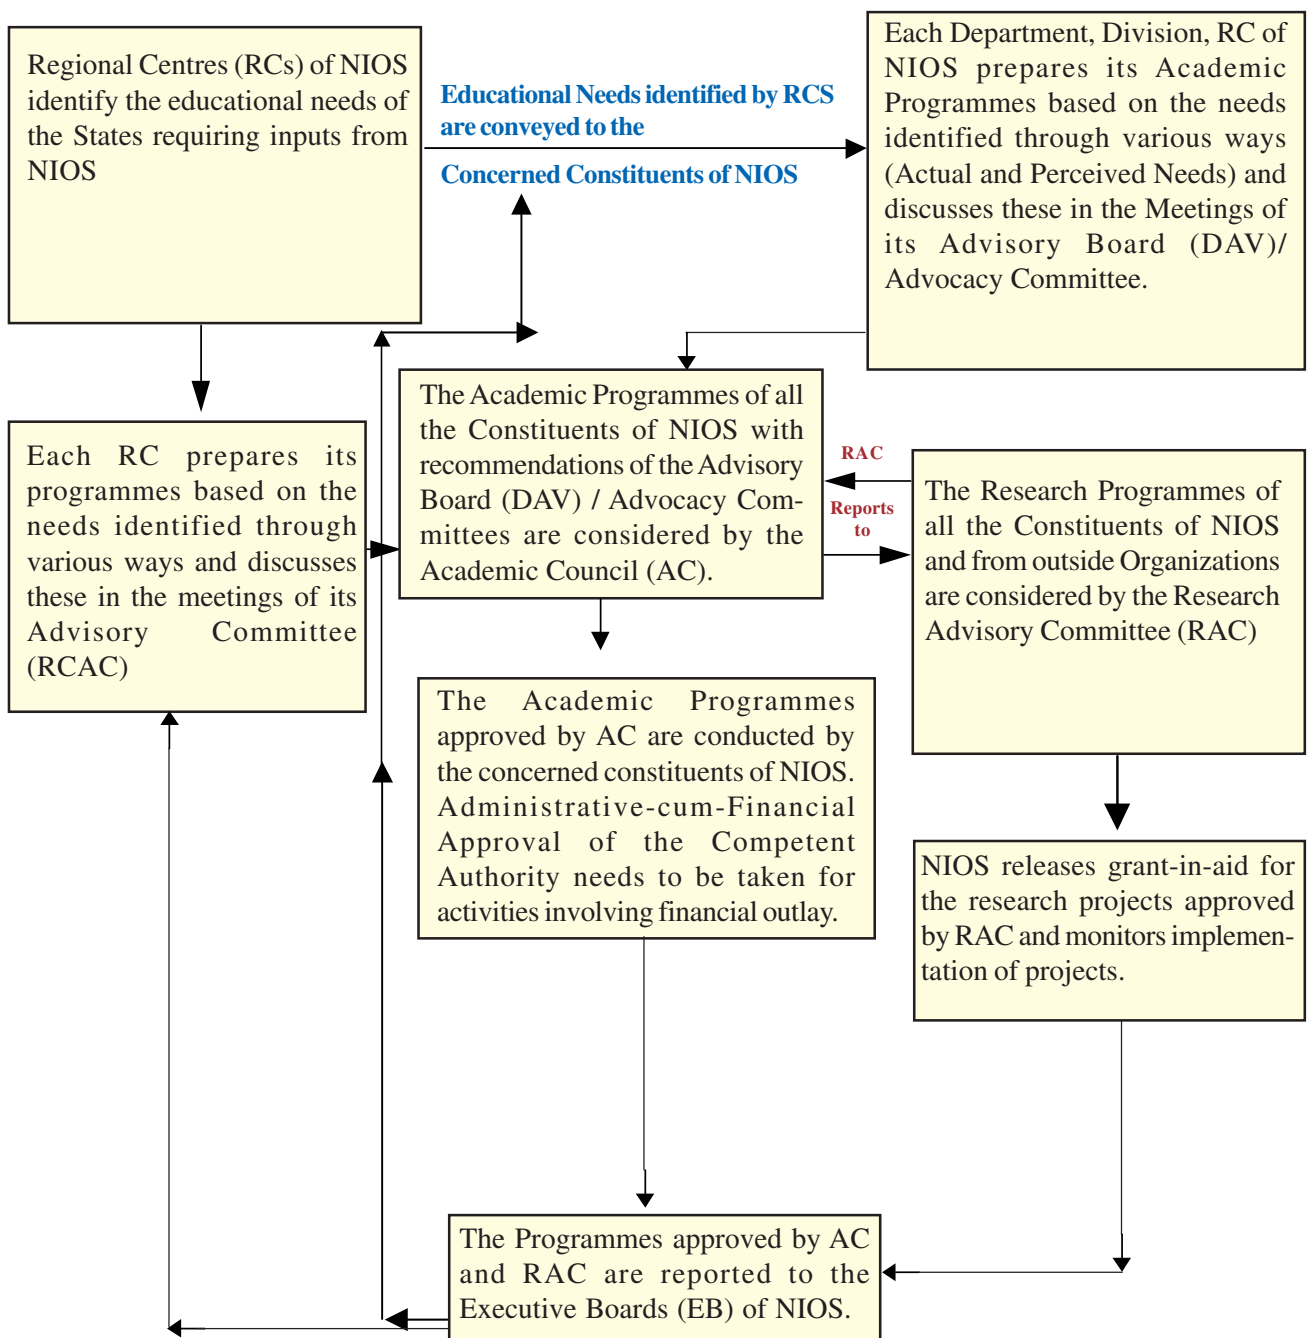 Regional Centres (RCs) of NIOS
identify the educational needs of
the States requiring inputs from
NIOS
Educational Needs identified by RCS
are conveyed to the
Concerned Constituents of NIOS
Each Department, Division, RC of
NIOS prepares its Academic
Programmes based on the needs
identified through various ways
(Actual and Perceived Needs) and
discusses these in the Meetings of
its Advisory Board (DAV)/
Advocacy Committee.
Each RC prepares its
programmes based on the
needs identified through
various ways and discusses
these in the meetings of its
Advisory Committee
(RCAC)
The Academic Programmes of all
the Constituents of NIOS with
recommendations of the Advisory
Board (DAV) / Advocacy Com-
mittees are considered by the
Academic Council (AC).
RAC
Reports
to
The Research Programmes of
all the Constituents of NIOS
and from outside Organizations
are considered by the Research
Advisory Committee (RAC)
The Academic Programmes
approved by AC are conducted by
the concerned constituents of NIOS.
Administrative-cum-Financial
Approval of the Competent
Authority needs to be taken for
activities involving financial outlay.
NIOS releases grant-in-aid for
the research projects approved
by RAC and monitors implemen-
tation of projects.
The Programmes approved by AC
and RAC are reported to the
Executive Boards (EB) of NIOS.